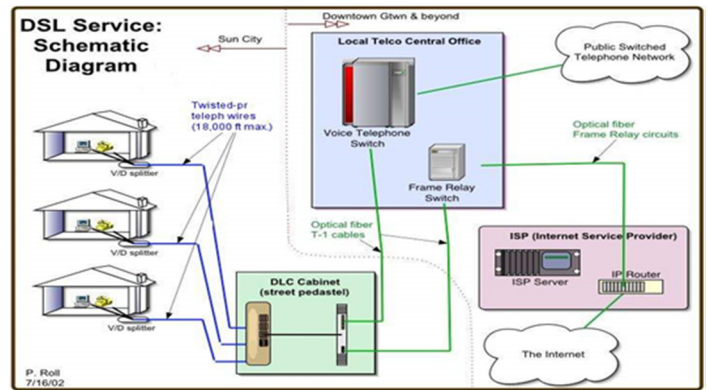 DSL Service:
Schematic
Diagram
Sun City
Downtown Gtwn & beyond
Local Telco Central Office
Public Switched
Telephone Network
Twisted-pr
teleph wires
(18,000 ft max.)
Voice Telephone
Switch
Optical fiber
Frame Relay circuits
V/D splitter
Frame Relay
Switch
Optical fiber
T-1 cables
ISP (Internet Service Provider)
V/D splitter
ISP Server
IP Router
DLC Cabinet
(street pedastel)
V/D splitter
The Internet
P. Roll
7/16/02